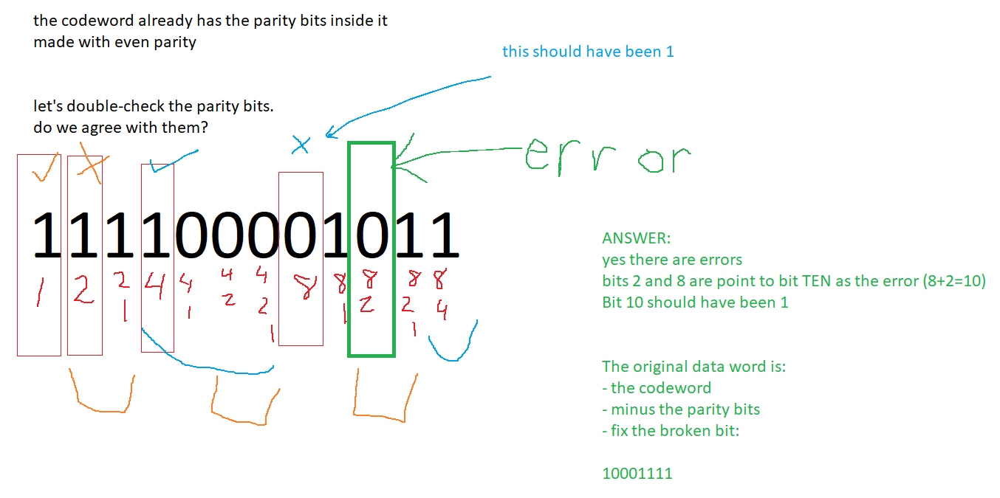 the codeword already has the parity bits inside it
made with even parity
this should have been 1
let's double-check the parity bits.
do we agree with them?
error
111100001011
1 2 2 4 4 4 4 8 8 8 8 8
1 1 2 2 1 2 2 4
1 1
ANSWER:
yes there are errors
bits 2 and 8 are point to bit TEN as the error (8+2=10)
Bit 10 should have been 1
The original data word is:
- the codeword
- minus the parity bits
- fix the broken bit:
10001111